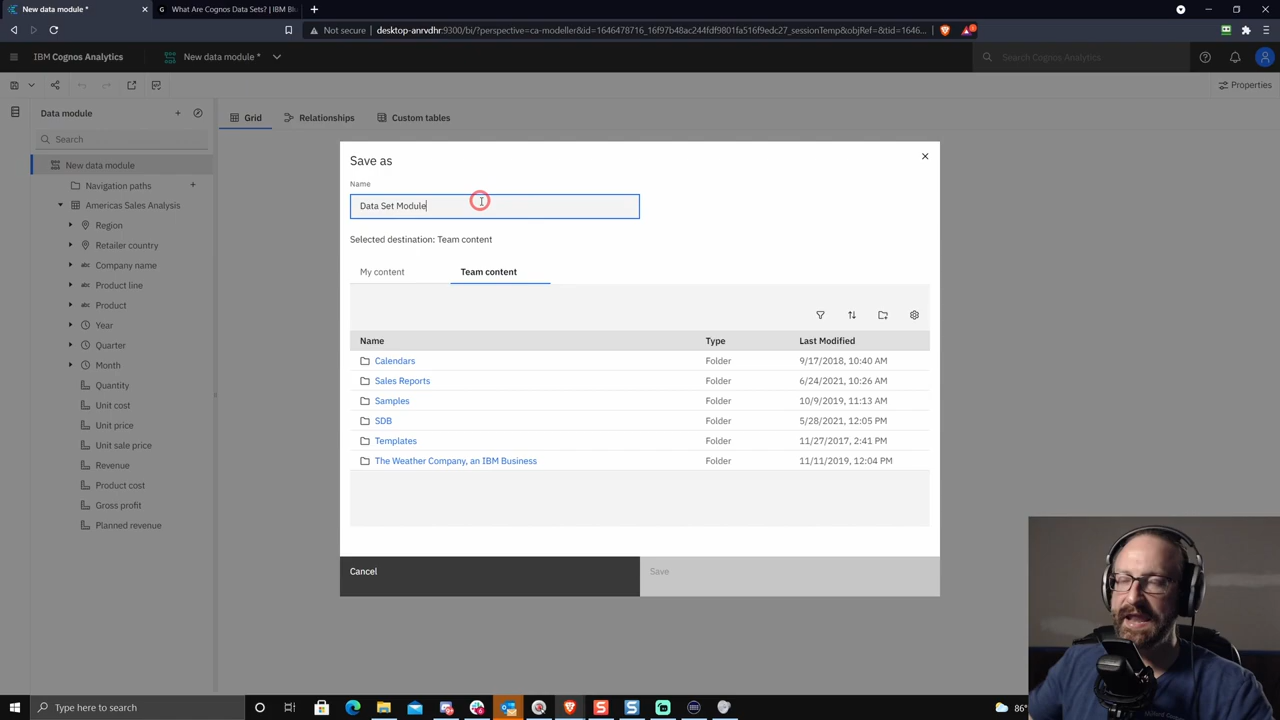 New data module *
What Are Cognos Data Sets? | IBM Bl
Not secure
desktop-anrvdhr:9300/bi/?perspective=ca-modeller&id=1646478716_16f97b48ac244fdf9801fa516f9edc27_sessionTemp&objRef=&tid=1646...
IBM Cognos Analytics
New data module *
Search Cognos Analytics
Properties
Data module
Grid
Relationships
Custom tables
Search
New data module
Navigation paths
Americas Sales Analysis
Region
Retailer country
Company name
Product line
Product
Year
Quarter
Month
Quantity
Unit cost
Unit price
Unit sale price
Revenue
Product cost
Gross profit
Planned revenue
Save as
Name
Data Set Module
Selected destination: Team content
My content
Team content
Name Type Last Modified
Calendars Folder 9/17/2018, 10:40 AM
Sales Reports Folder 6/24/2021, 10:26 AM
Samples Folder 10/9/2019, 11:13 AM
SDB Folder 5/28/2021, 12:05 PM
Templates Folder 11/27/2017, 2:41 PM
The Weather Company, an IBM Business Folder 11/11/2019, 12:04 PM
Cancel
Save
Type here to search
86°